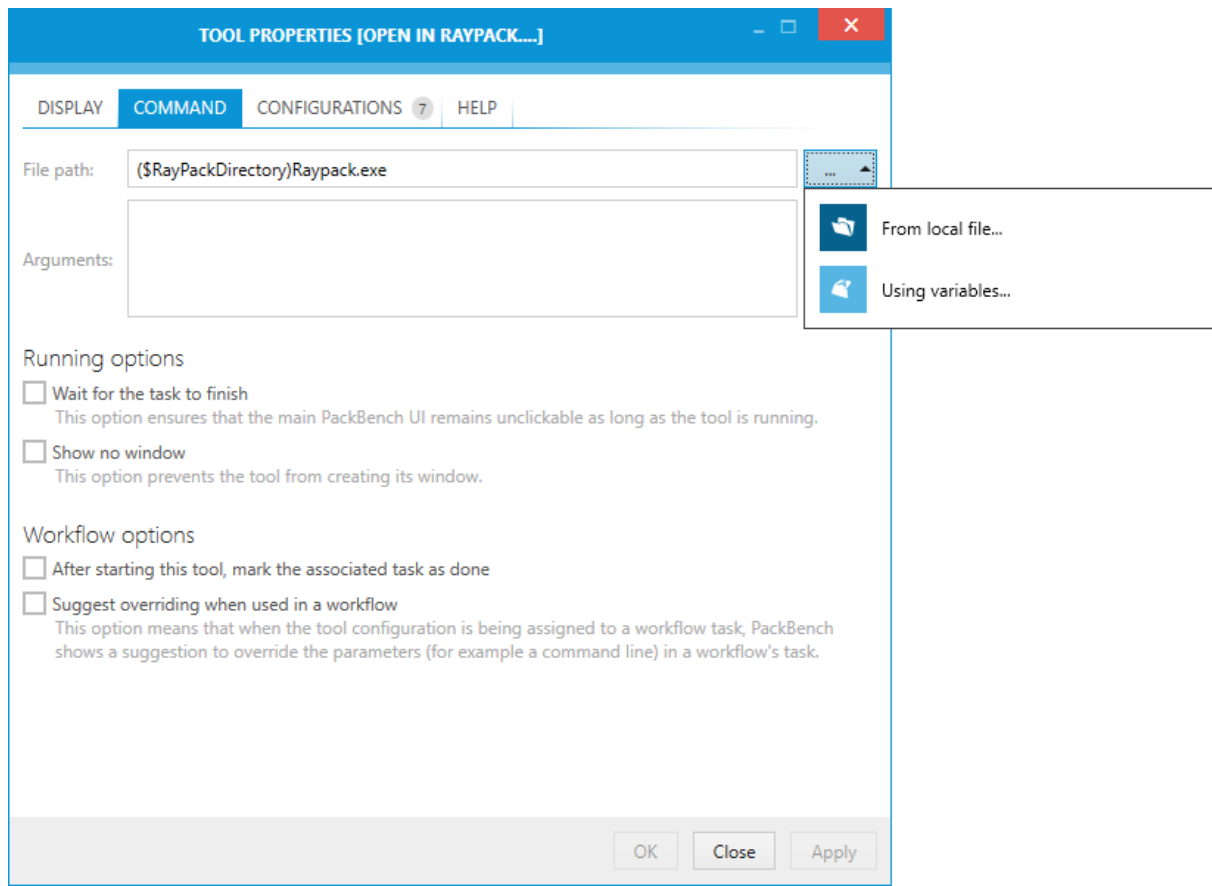 TOOL PROPERTIES [OPEN IN RAYPACK....]
DISPLAY COMMAND CONFIGURATIONS 7 HELP
File path: ($RayPackDirectory)Raypack.exe ...
From local file...
Arguments:
Using variables...
Running options
Wait for the task to finish
This option ensures that the main PackBench UI remains unclickable as long as the tool is running.
Show no window
This option prevents the tool from creating its window.
Workflow options
After starting this tool, mark the associated task as done
Suggest overriding when used in a workflow
This option means that when the tool configuration is being assigned to a workflow task, PackBench
shows a suggestion to override the parameters (for example a command line) in a workflow's task.
OK Close Apply